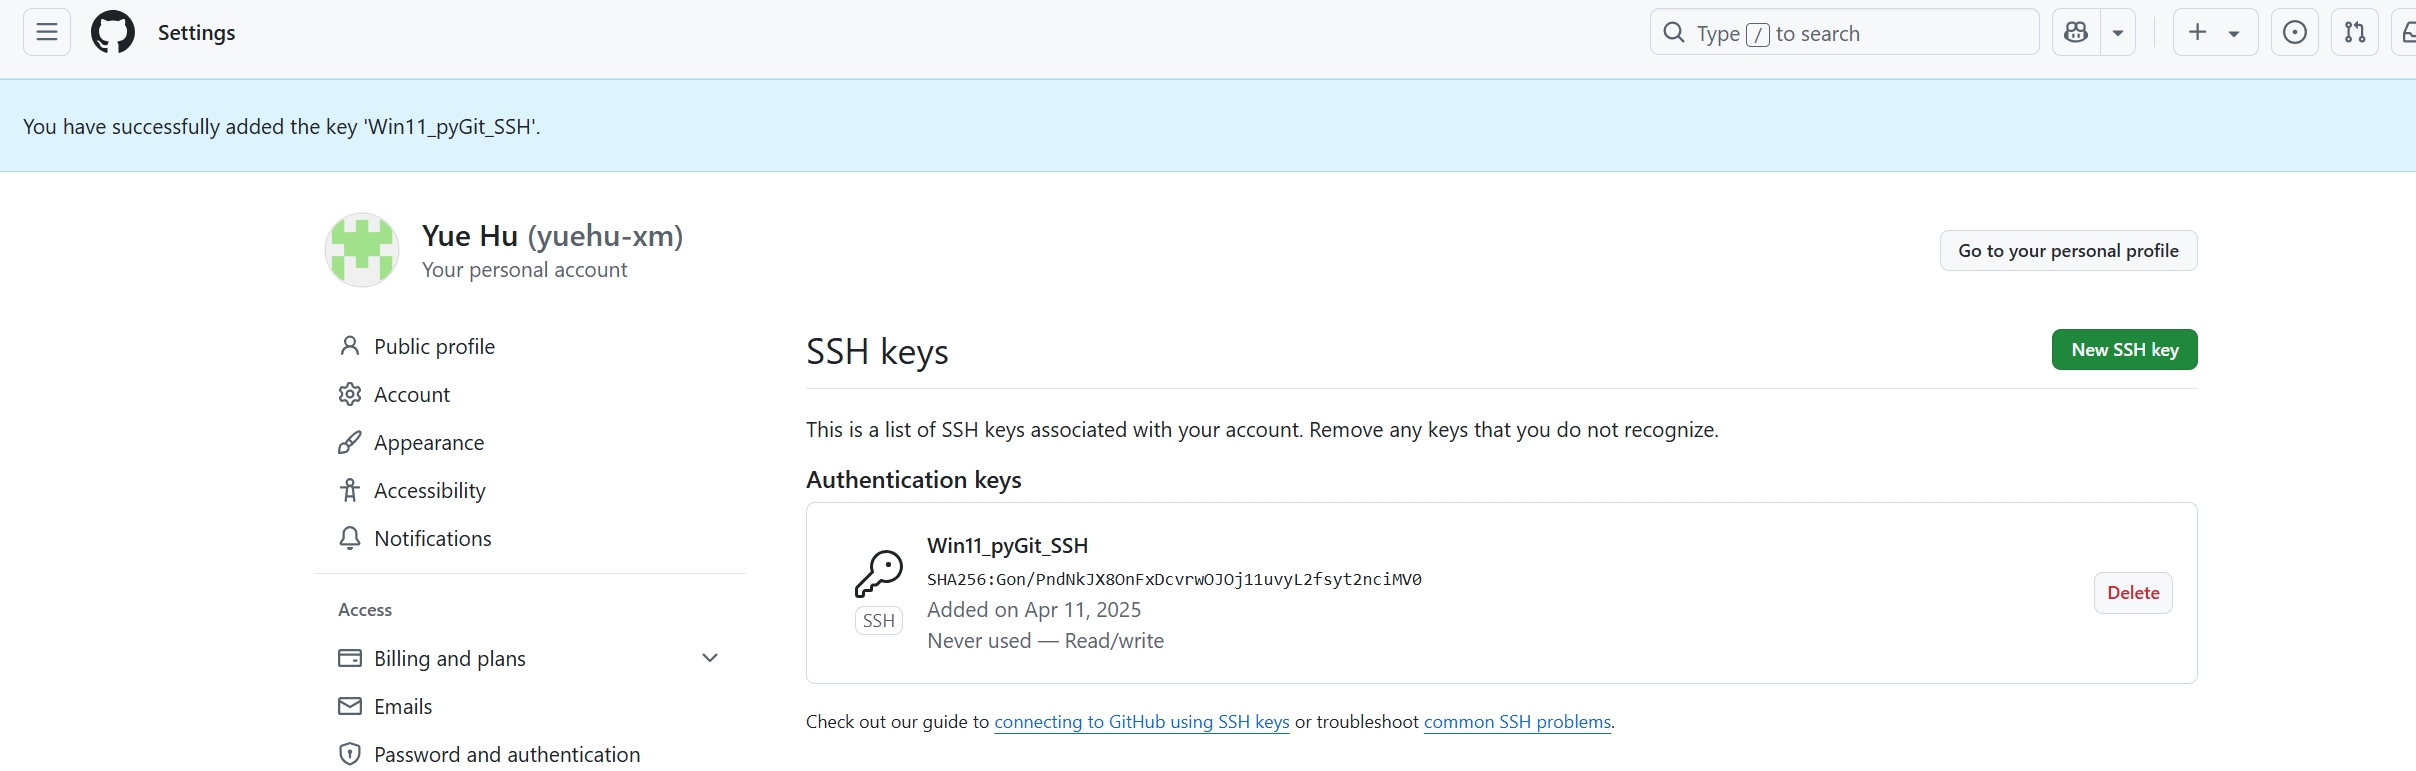 Settings
Type / to search
You have successfully added the key 'Win11_pyGit_SSH'.
Yue Hu (yuehu-xm)
Your personal account
Go to your personal profile
Public profile
Account
Appearance
Accessibility
Notifications
Access
Billing and plans
Emails
Password and authentication
SSH keys
New SSH key
This is a list of SSH keys associated with your account. Remove any keys that you do not recognize.
Authentication keys
Win11_pyGit_SSH
SHA256:Gon/PndNkJX8OnFxDcvrwOJOj11uvyL2fsyt2nciMV0
Added on Apr 11, 2025
Never used — Read/write
SSH
Delete
Check out our guide to connecting to GitHub using SSH keys or troubleshoot common SSH problems.